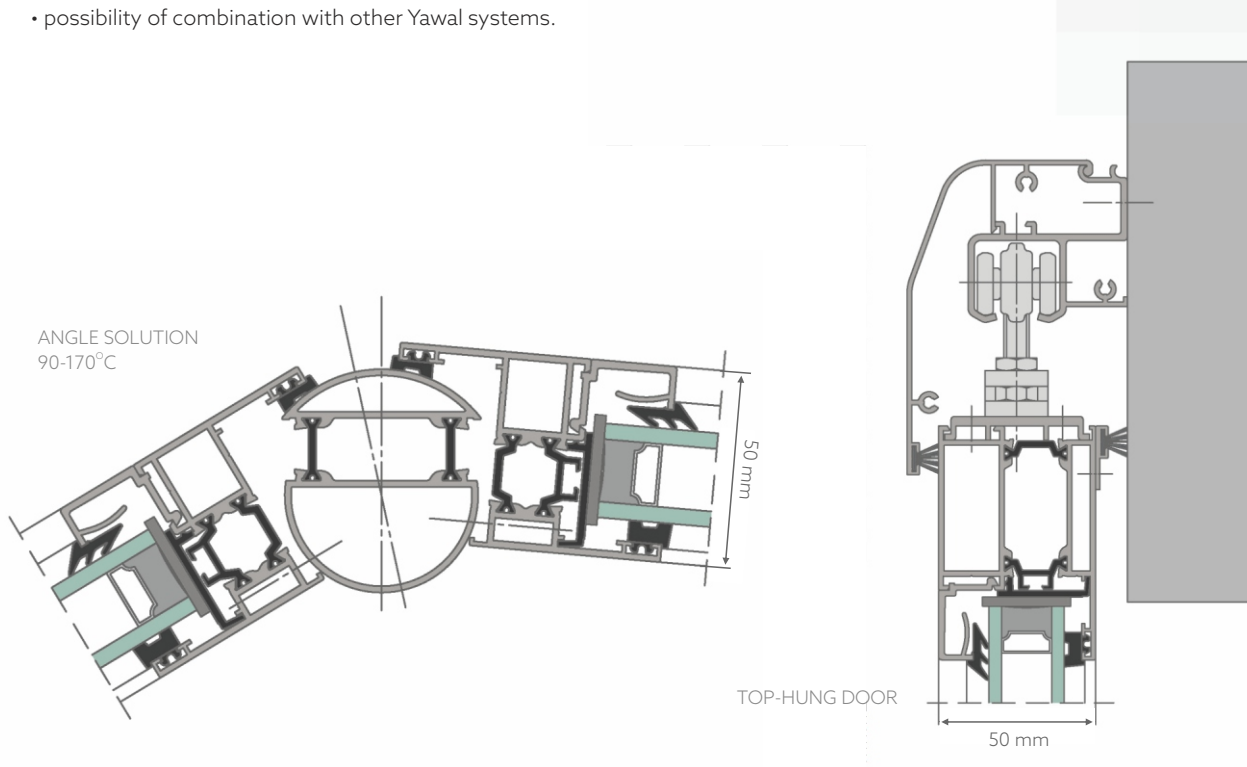 • possibility of combination with other Yawal systems.
ANGLE SOLUTION
90-170°C
50 mm
TOP-HUNG DOOR
50 mm